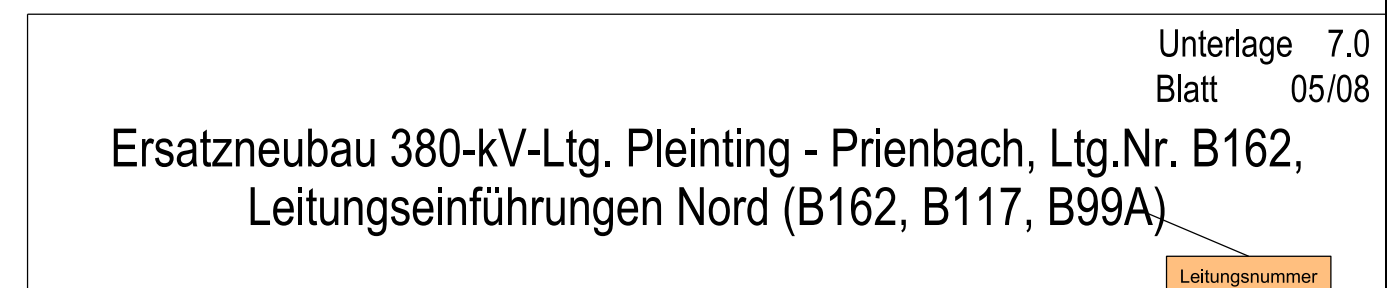 Unterlage 7.0
Blatt 05/08
Ersatzneubau 380-kV-Ltg. Pleinting - Prienbach, Ltg.Nr. B162,
Leitungseinführungen Nord (B162, B117, B99A)
Leitungsnummer